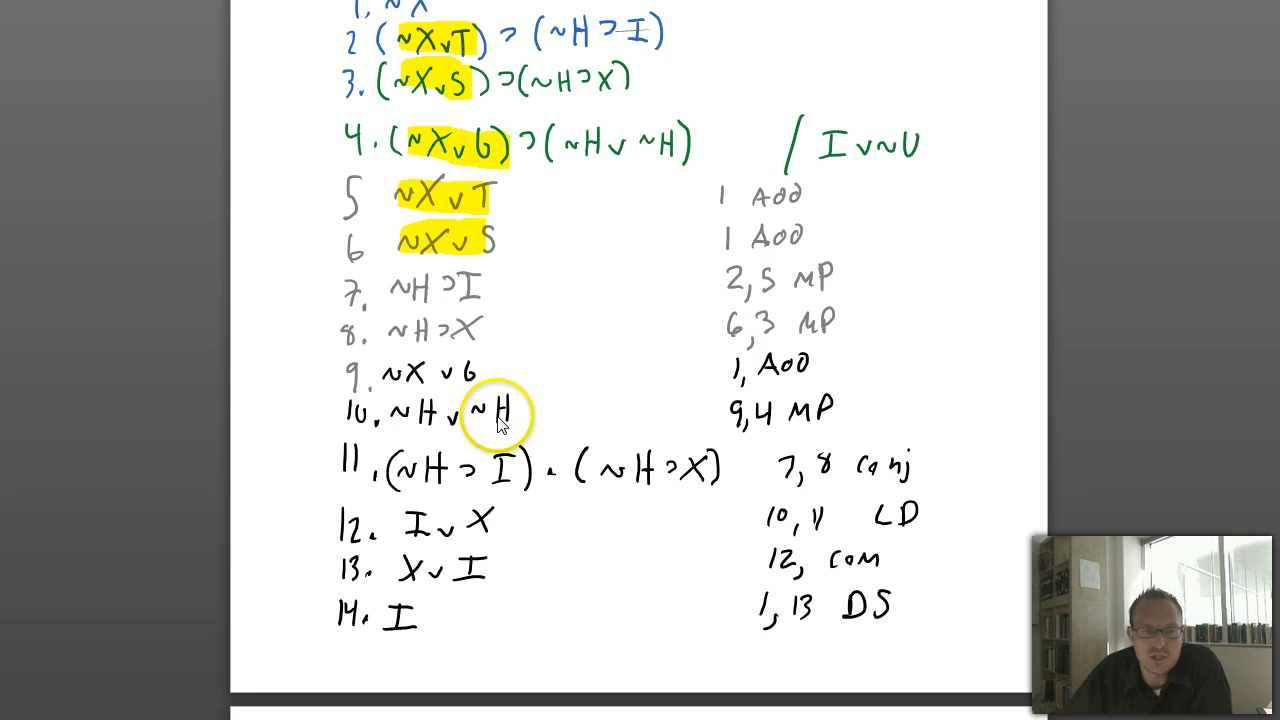 1. ~X
2 (~X v T) ⊃ (~H ⊃ I)
3. (~X v S) ⊃ (~H ⊃ X)
4. (~X v G) ⊃ (~H v ~H) / I v ~U
5 ~X v T 1 ADD
6 ~X v S 1 ADD
7. ~H ⊃ I 2, 5 MP
8. ~H ⊃ X 6, 3 MP
9. ~X v G 1, ADD
10. ~H v ~H 9, 4 MP
11. (~H ⊃ I) . (~H ⊃ X) 7, 8 conj
12. I v X 10, 11 CD
13. X v I 12, com
14. I 1, 13 DS